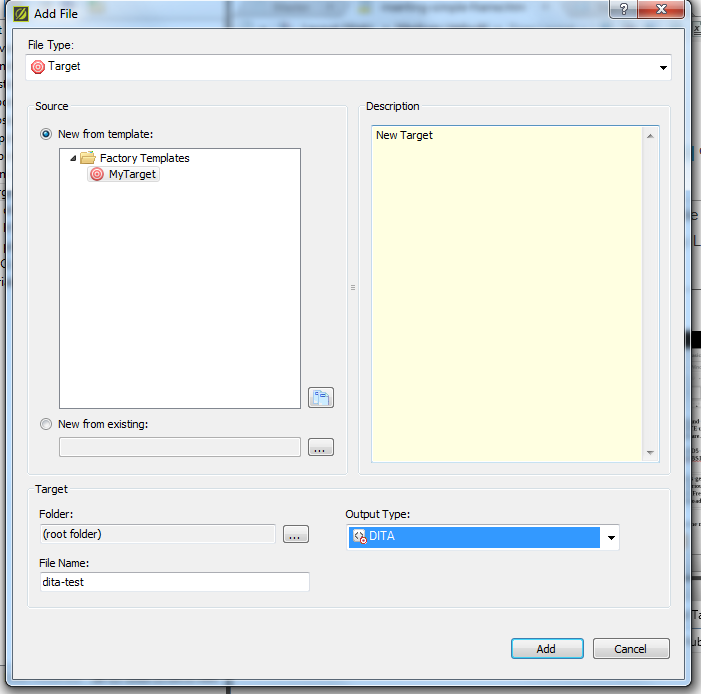 Add File
?
File Type:
Target
Source
Description
New from template:
New Target
Factory Templates
MyTarget
New from existing:
...
Target
Folder:
Output Type:
(root folder)
...
DITA
File Name:
dita-test
Add
Cancel